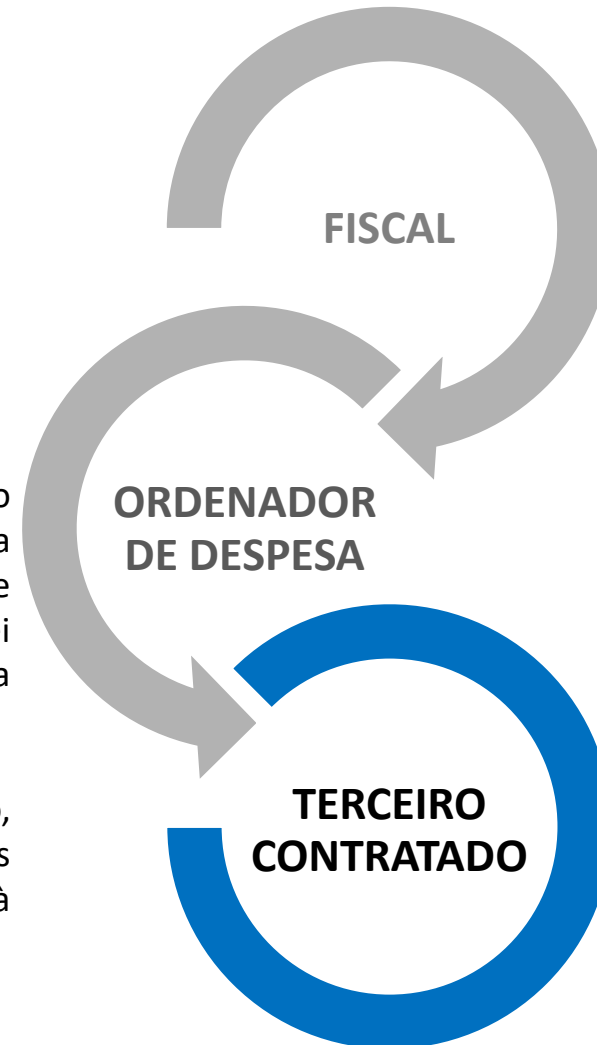 FISCAL
ORDENADOR
DE DESPESA
o
a
e
i
a
TERCEIRO
CONTRATADO
,
s
à